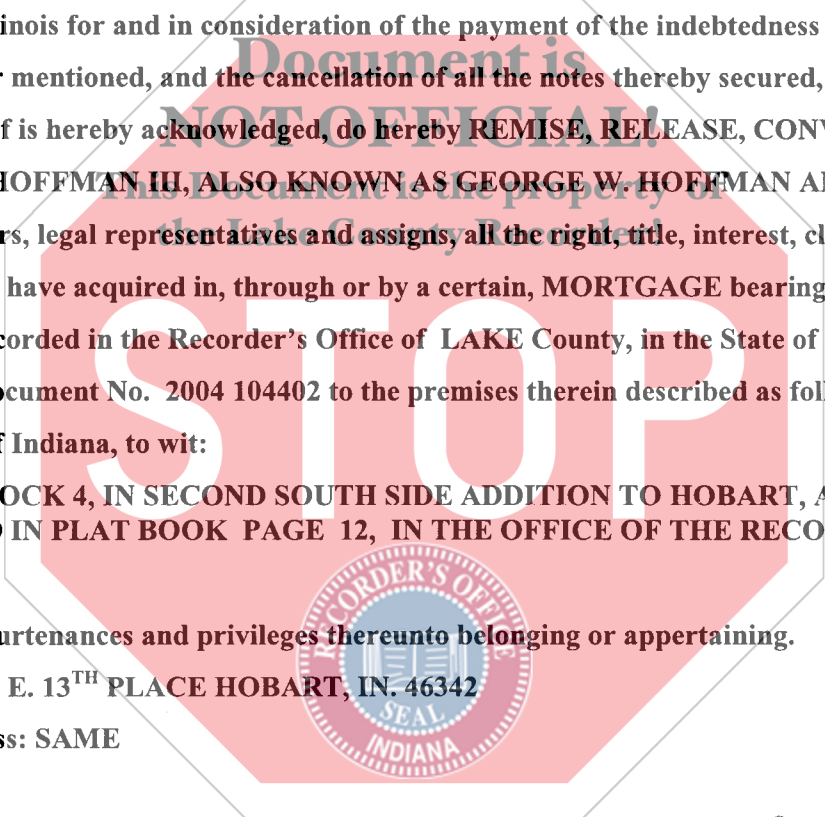 inois for and in consideration of the payment of the indebtedness
Document is
r mentioned, and the cancellation of all the notes thereby secured,
NOT OFFICIAL!
f is hereby acknowledged, do hereby REMISE, RELEASE, CONV
This Document is the property of
HOFFMAN III, ALSO KNOWN AS GEORGE W. HOFFMAN A
the Lake County Recorder!
rs, legal representatives and assigns, all the right, title, interest, cl
have acquired in, through or by a certain, MORTGAGE bearing
corded in the Recorder's Office of LAKE County, in the State of
STOP
ocument No. 2004 104402 to the premises therein described as fol
f Indiana, to wit:
OCK 4, IN SECOND SOUTH SIDE ADDITION TO HOBART, A
IN PLAT BOOK PAGE 12, IN THE OFFICE OF THE RECO
RECORDER'S OFFICE
urtenances and privileges thereunto belonging or appertaining.
E. 13TH PLACE HOBART, IN. 46342
SEAL
INDIANA
ss: SAME